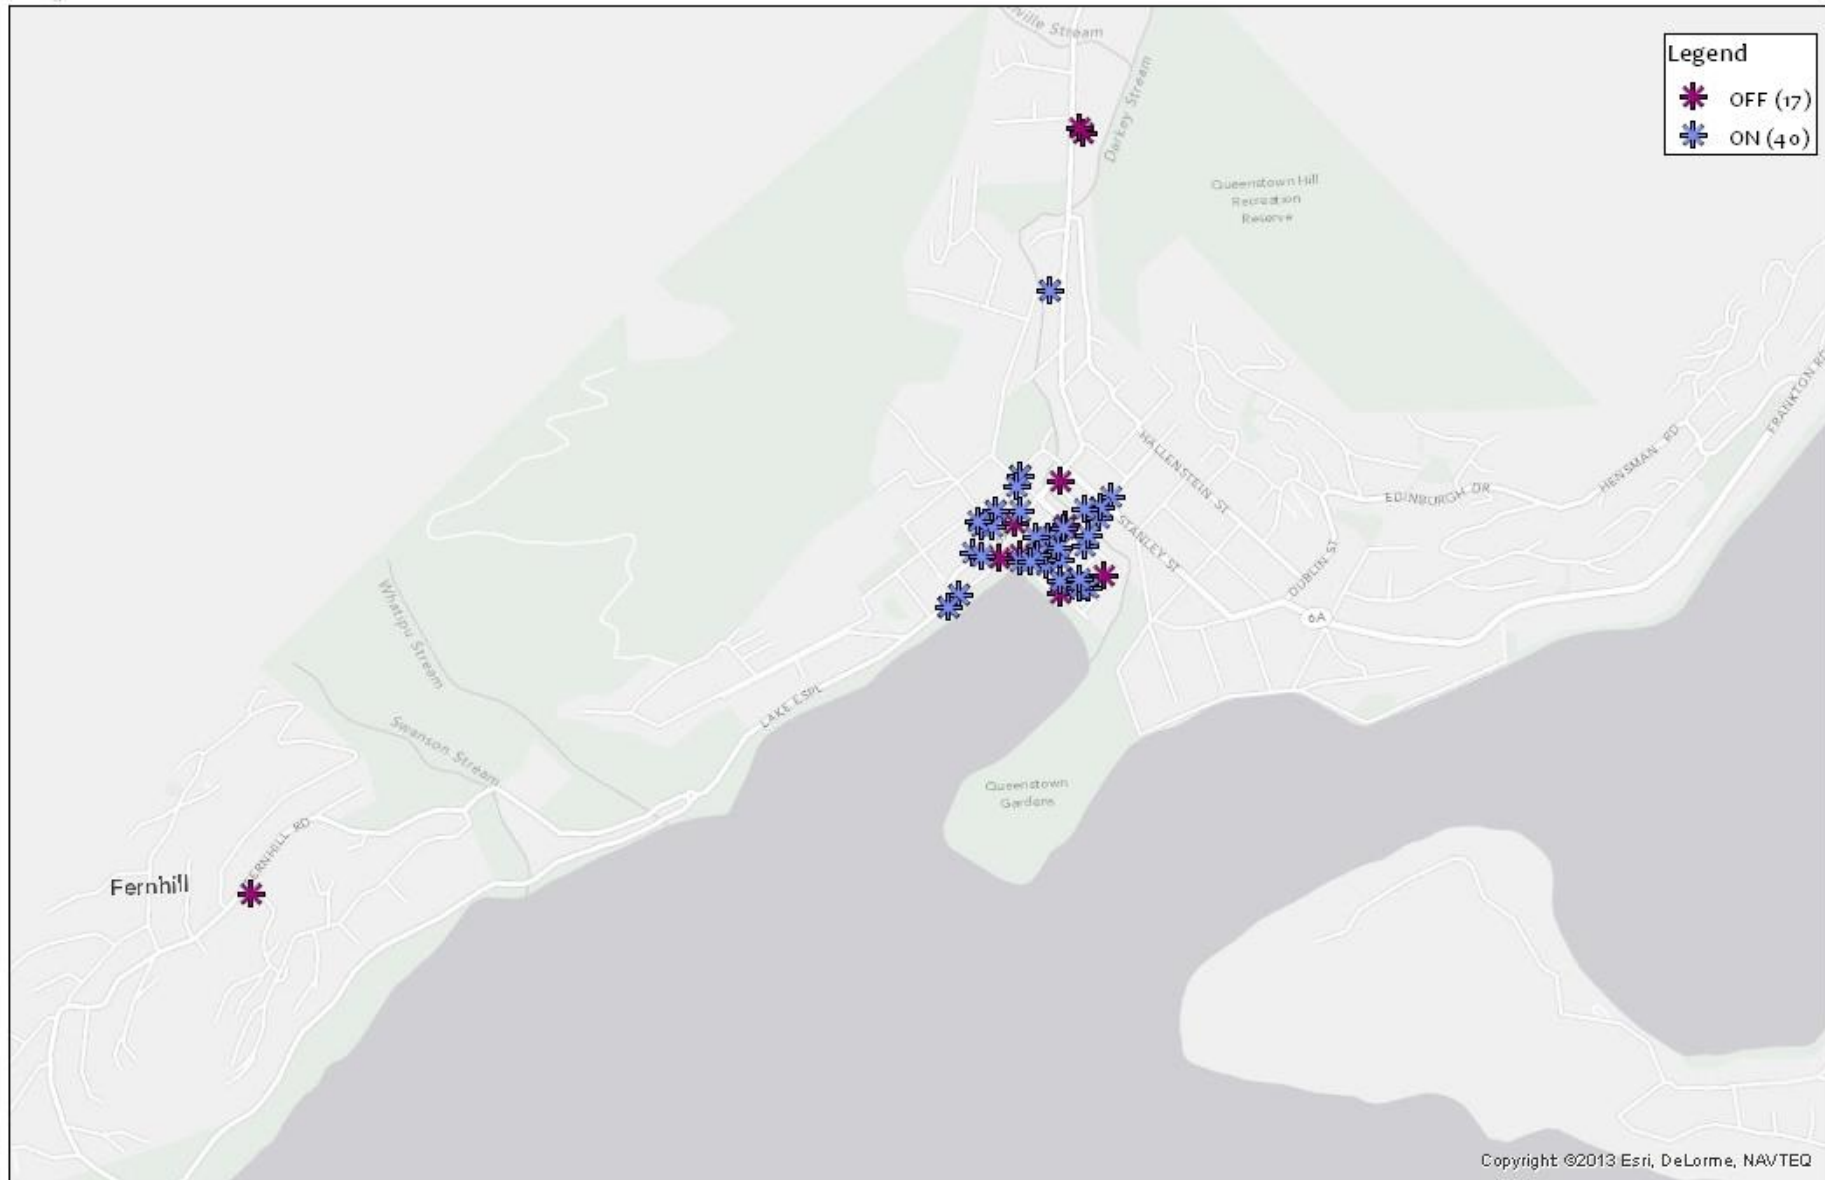 ville Stream
Legend
OFF (17)
ON (40)
Darkey Stream
Queenstown Hill
Recreation
Reserve
FRANKTON RD
HALLENSTEIN ST
HENSMAN RD
EDINBURGH DR
STANLEY ST
DUBLIN ST
6A
Whatipu Stream
LAKE ESPL
Swanson Stream
Queenstown
Gardens
FERNHILL RD
Fernhill
Copyright ©2013 Esri, DeLorme, NAVTEQ